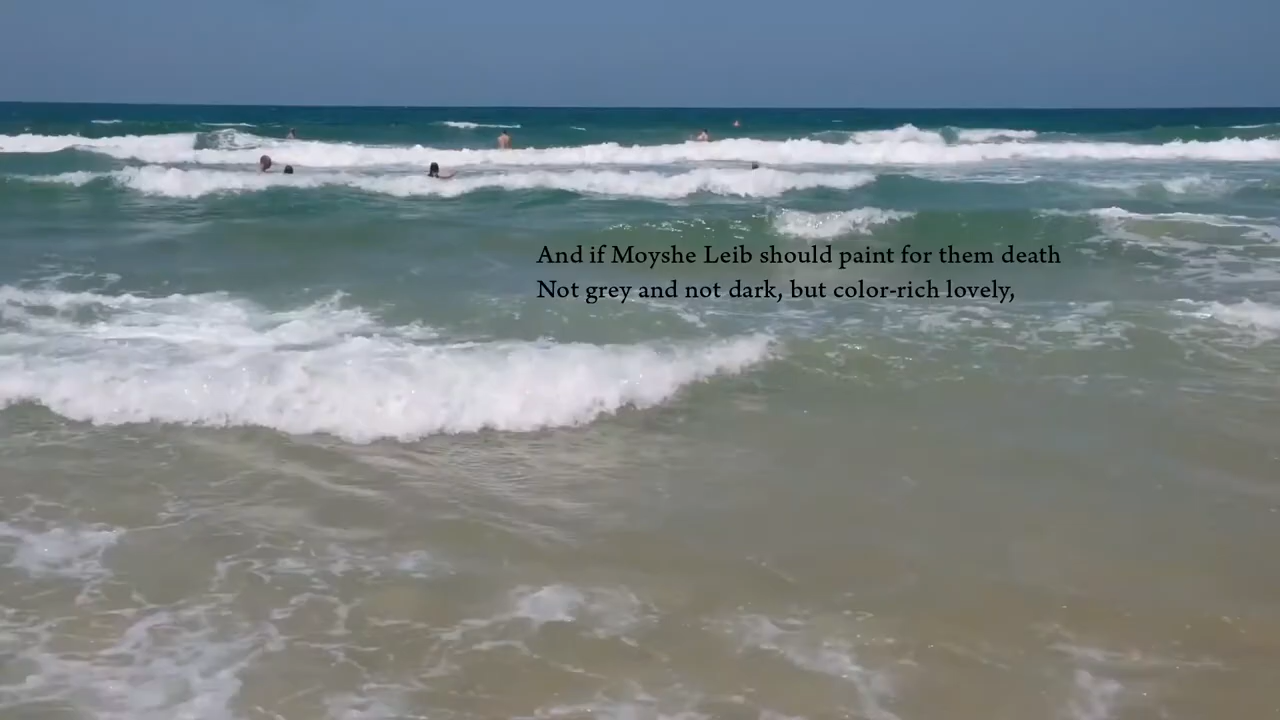 And if Moyshe Leib should paint for them death
Not grey and not dark, but color-rich lovely,